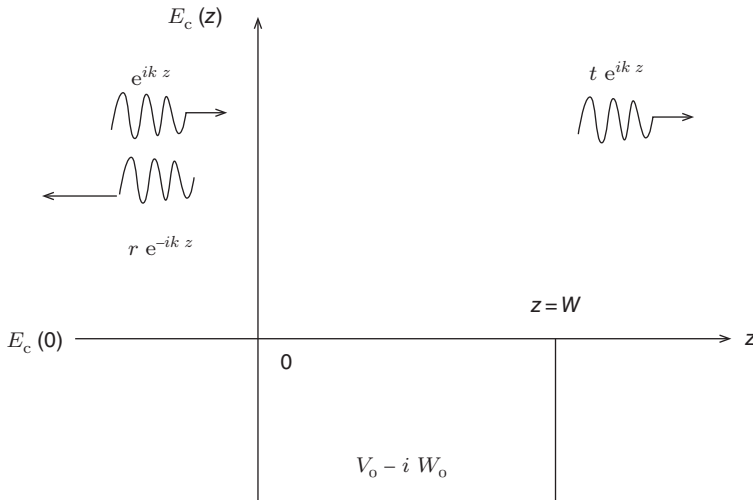 E_c (z)
e^{ik z}
t e^{ik z}
r e^{–ik z}
z = W
E_c (0)
z
0
V_o – i W_o